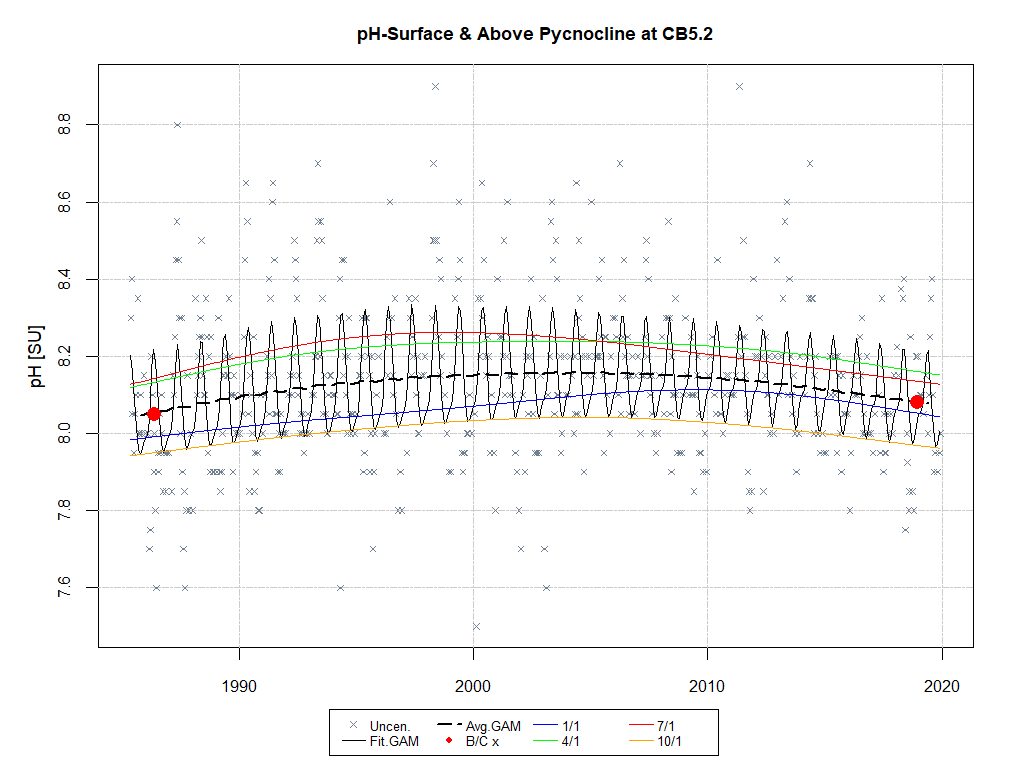 pH-Surface & Above Pycnocline at CB5.2
pH [SU]
8.8
8.6
8.4
8.2
8.0
7.8
7.6
1990 2000 2010 2020
Uncen. Avg.GAM 1/1 7/1
Fit.GAM B/C x 4/1 10/1